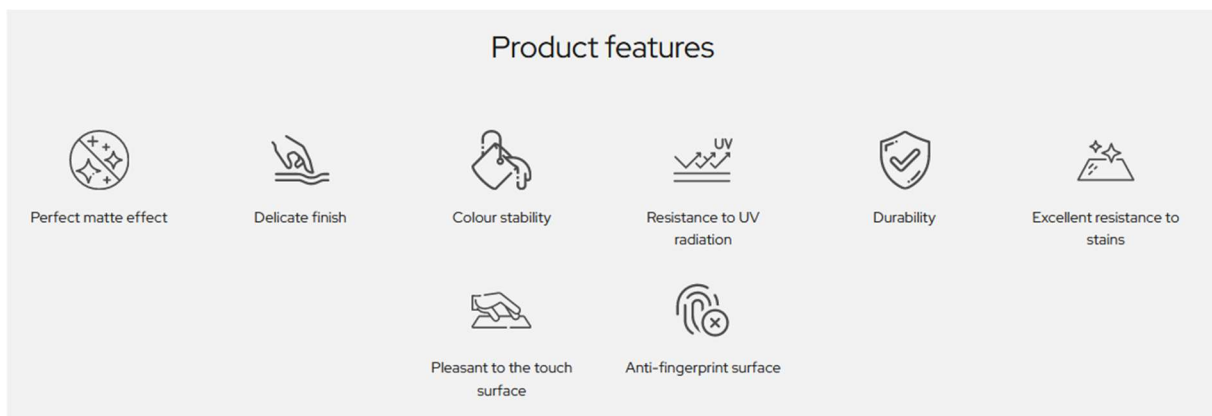 Product features
UV
Perfect matte effect
Delicate finish
Colour stability
Resistance to UV
radiation
Durability
Excellent resistance to
stains
Pleasant to the touch
surface
Anti-fingerprint surface